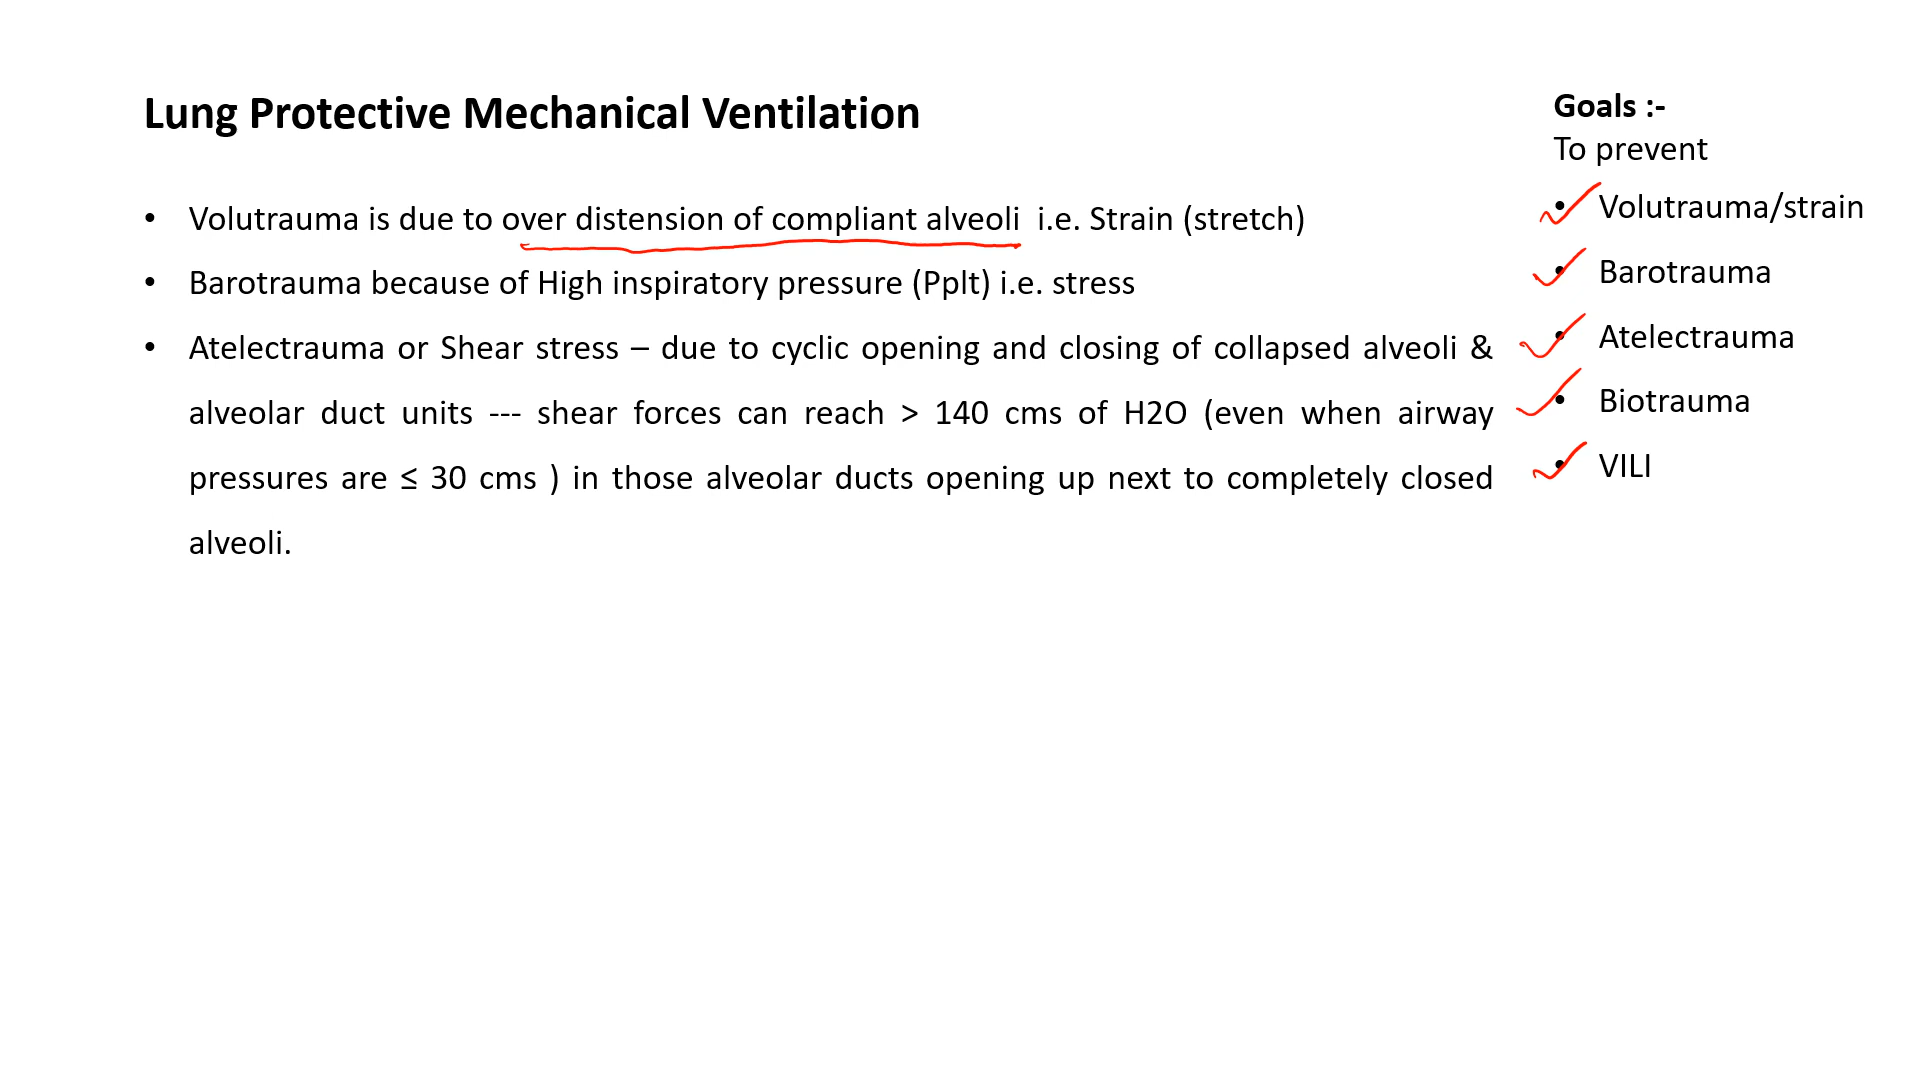 Lung Protective Mechanical Ventilation
• Volutrauma is due to over distension of compliant alveoli i.e. Strain (stretch)
• Barotrauma because of High inspiratory pressure (Pplt) i.e. stress
• Atelectrauma or Shear stress – due to cyclic opening and closing of collapsed alveoli &
alveolar duct units --- shear forces can reach > 140 cms of H2O (even when airway
pressures are ≤ 30 cms ) in those alveolar ducts opening up next to completely closed
alveoli.
Goals :-
To prevent
• Volutrauma/strain
• Barotrauma
• Atelectrauma
• Biotrauma
• VILI